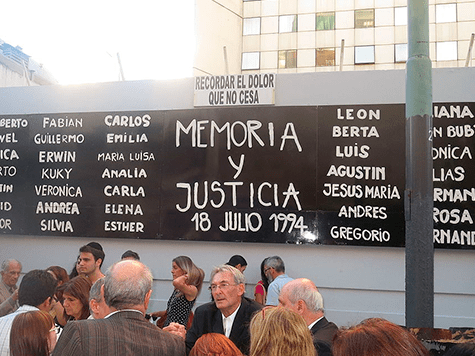 RECORDAR EL DOLOR
QUE NO CESA
FABIAN
GUILLERMO
ERWIN
KUKY
VERONICA
ANDREA
SILVIA
CARLOS
EMILIA
MARIA LUISA
ANALIA
CARLA
ELENA
ESTHER
MEMORIA
Y
JUSTICIA
18 JULIO 1994
LEON
BERTA
LUIS
AGUSTIN
JESUS MARIA
ANDRES
GREGORIO
ROSA